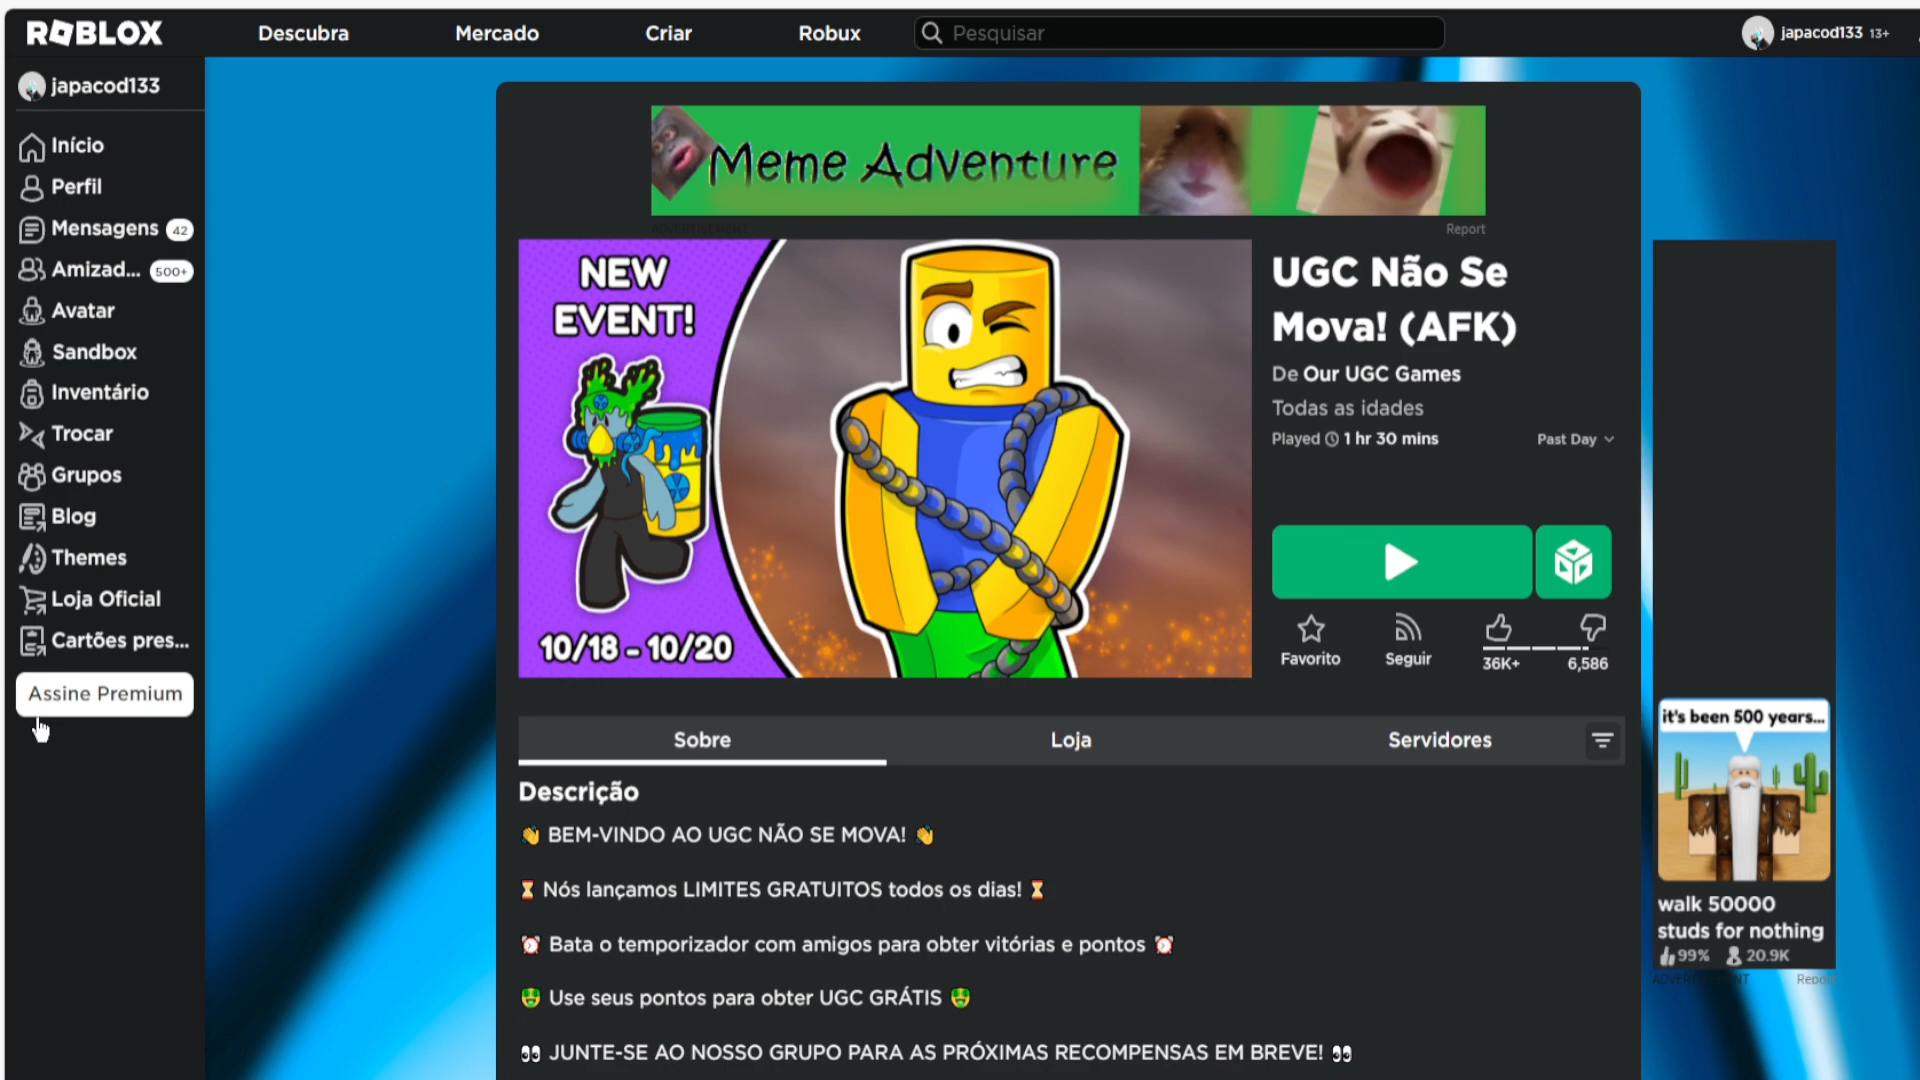 ROBLOX
Descubra
Mercado
Criar
Robux
Pesquisar
japacod133 13+
japacod133
Início
Perfil
Mensagens 42
Amizad... 500+
Avatar
Sandbox
Inventário
Trocar
Grupos
Blog
Themes
Loja Oficial
Cartões pres...
Assine Premium
Meme Adventure
ADVERTISEMENT
Report
NEW
EVENT!
10/18 - 10/20
UGC Não Se
Mova! (AFK)
De Our UGC Games
Todas as idades
Played 1 hr 30 mins
Past Day
Favorito
Seguir
36K+
6,586
Sobre
Loja
Servidores
Descrição
👏 BEM-VINDO AO UGC NÃO SE MOVA! 👏
⏳ Nós lançamos LIMITES GRATUITOS todos os dias! ⏳
⏰ Bata o temporizador com amigos para obter vitórias e pontos ⏰
🤑 Use seus pontos para obter UGC GRÁTIS 🤑
👀 JUNTE-SE AO NOSSO GRUPO PARA AS PRÓXIMAS RECOMPENSAS EM BREVE! 👀
it's been 500 years...
walk 50000
studs for nothing
99% 20.9K
ADVERTISEMENT
Report